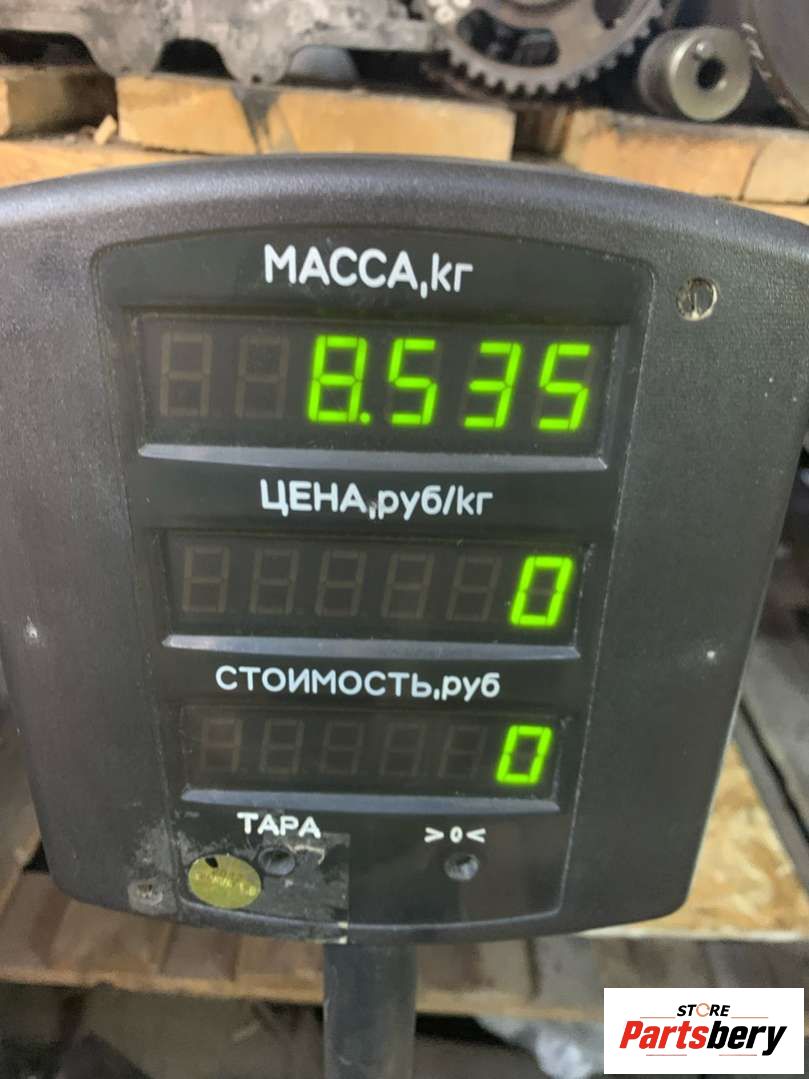 МАССА,кг
8.535
ЦЕНА,руб/кг
0
СТОИМОСТЬ,руб
0
ТАРА >0<
STORE
Partsbery